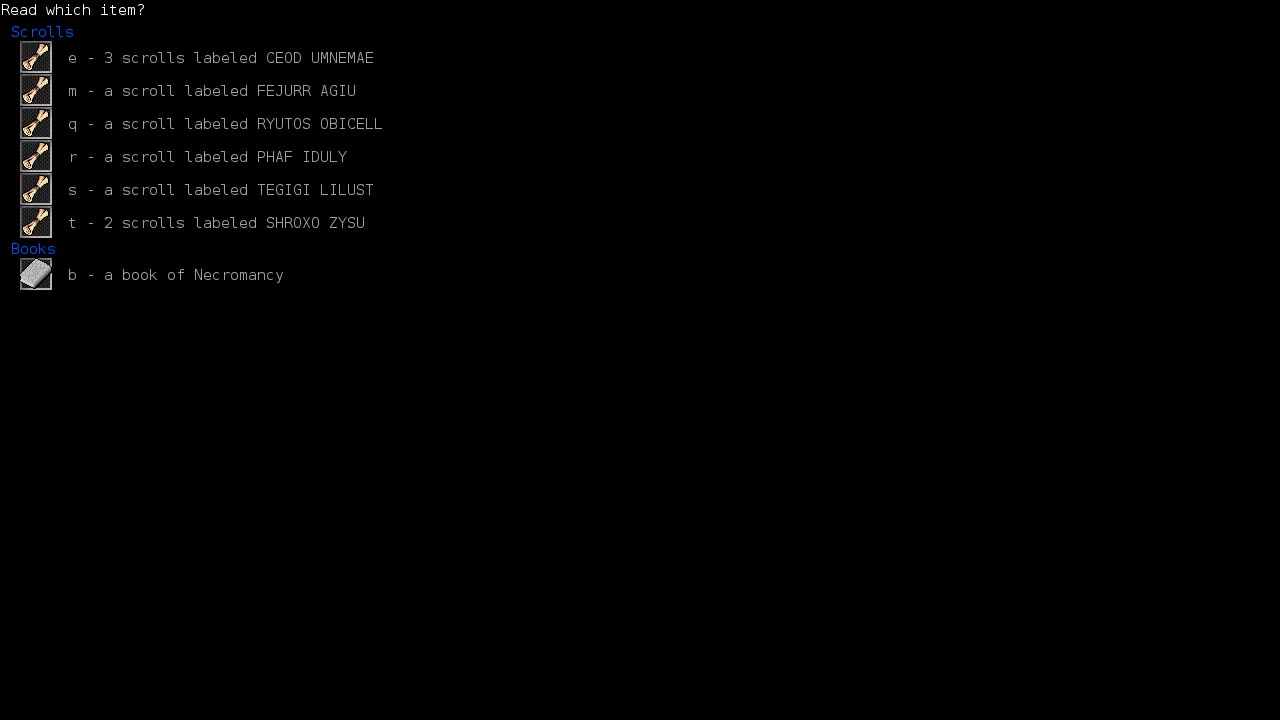 Read which item?
Scrolls
e - 3 scrolls labeled CEOD UMNEMAE
m - a scroll labeled FEJURR AGIU
q - a scroll labeled RYUTOS OBICELL
r - a scroll labeled PHAF IDULY
s - a scroll labeled TEGIGI LILUST
t - 2 scrolls labeled SHROXO ZYSU
Books
b - a book of Necromancy